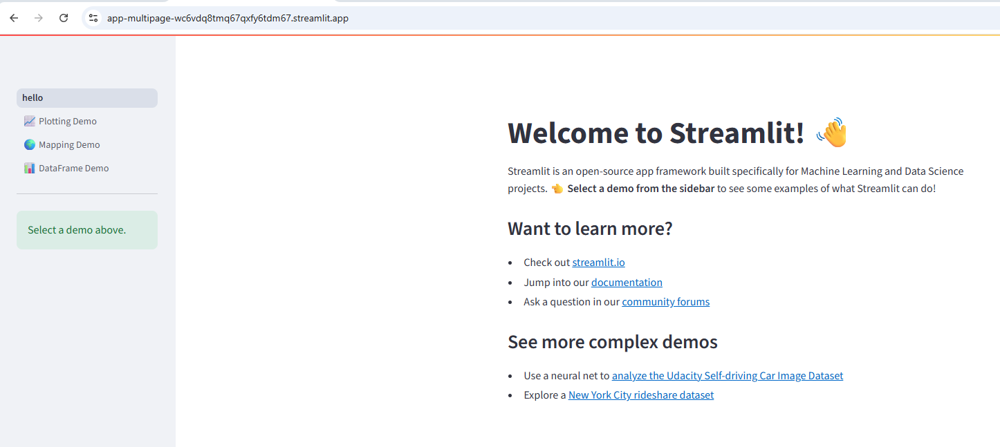 app-multipage-wc6vdq8tmq67qxfy6tdm67.streamlit.app
hello
📈 Plotting Demo
🌍 Mapping Demo
📊 DataFrame Demo
Select a demo above.
Welcome to Streamlit! 👋
Streamlit is an open-source app framework built specifically for Machine Learning and Data Science
projects. 👈 Select a demo from the sidebar to see some examples of what Streamlit can do!
Want to learn more?
• Check out streamlit.io
• Jump into our documentation
• Ask a question in our community forums
See more complex demos
• Use a neural net to analyze the Udacity Self-driving Car Image Dataset
• Explore a New York City rideshare dataset